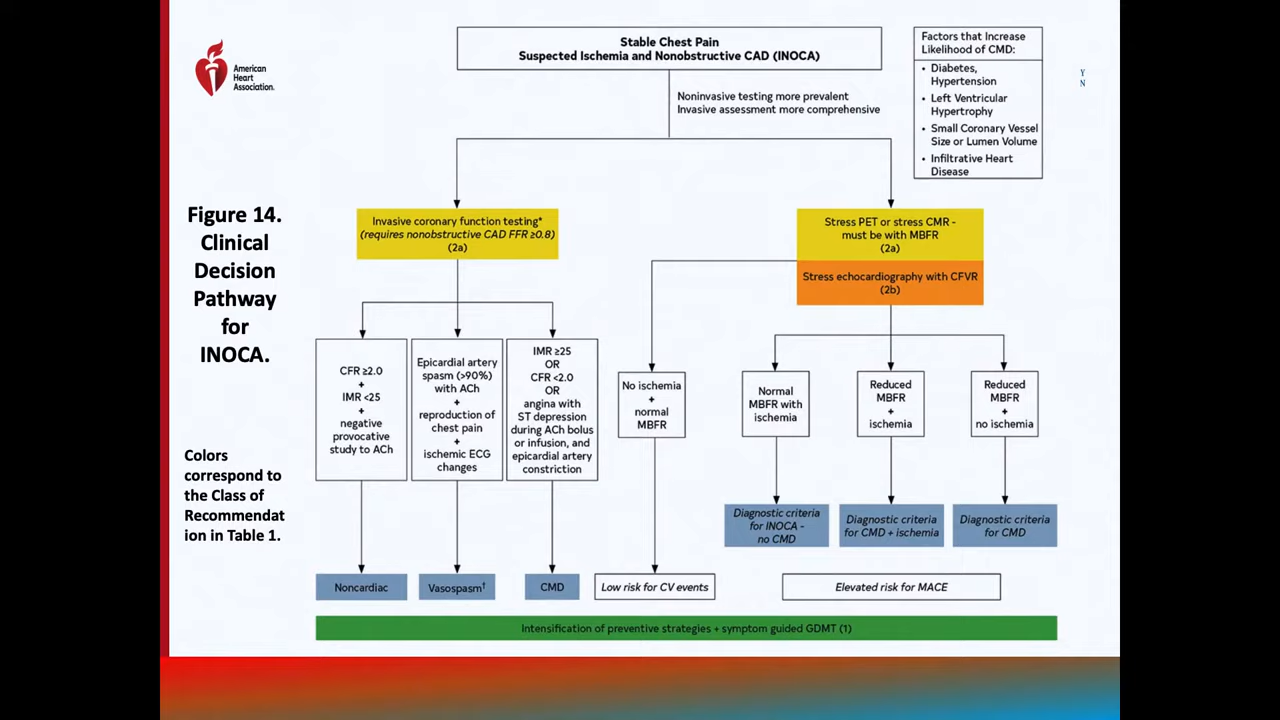 American
Heart
Association.
Figure 14.
Clinical
Decision
Pathway
for
INOCA.
Colors
correspond to
the Class of
Recommendat
ion in Table 1.
Stable Chest Pain
Suspected Ischemia and Nonobstructive CAD (INOCA)
Factors that Increase
Likelihood of CMD:
• Diabetes,
Hypertension
• Left Ventricular
Hypertrophy
• Small Coronary Vessel
Size or Lumen Volume
• Infiltrative Heart
Disease
Y
N
Noninvasive testing more prevalent
Invasive assessment more comprehensive
Invasive coronary function testing*
(requires nonobstructive CAD FFR ≥0.8)
(2a)
Stress PET or stress CMR -
must be with MBFR
(2a)
Stress echocardiography with CFVR
(2b)
CFR ≥2.0
+
IMR <25
+
negative
provocative
study to ACh
Epicardial artery
spasm (>90%)
with ACh
+
reproduction of
chest pain
+
ischemic ECG
changes
IMR ≥25
OR
CFR <2.0
OR
angina with
ST depression
during ACh bolus
or infusion, and
epicardial artery
constriction
No ischemia
+
normal
MBFR
Normal
MBFR with
ischemia
Reduced
MBFR
+
ischemia
Reduced
MBFR
+
no ischemia
Diagnostic criteria
for INOCA -
no CMD
Diagnostic criteria
for CMD + ischemia
Diagnostic criteria
for CMD
Noncardiac
Vasospasm†
CMD
Low risk for CV events
Elevated risk for MACE
Intensification of preventive strategies + symptom guided GDMT (1)